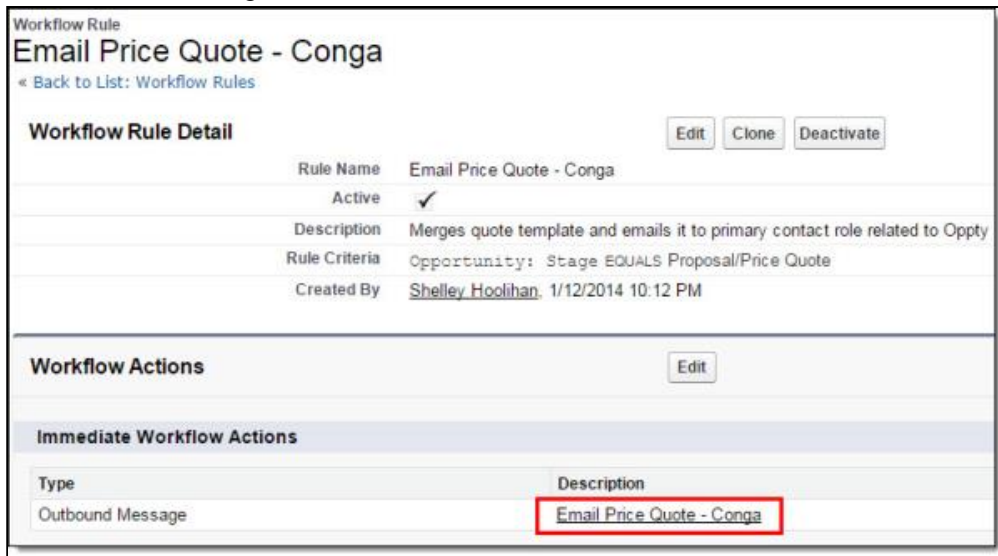 Workflow Rule
Email Price Quote - Conga
« Back to List: Workflow Rules
Workflow Rule Detail Edit Clone Deactivate
Rule Name Email Price Quote - Conga
Active ✓
Description Merges quote template and emails it to primary contact role related to Oppty
Rule Criteria Opportunity: Stage EQUALS Proposal/Price Quote
Created By Shelley Hoolihan, 1/12/2014 10:12 PM
Workflow Actions Edit
Immediate Workflow Actions
Type Description
Outbound Message Email Price Quote - Conga